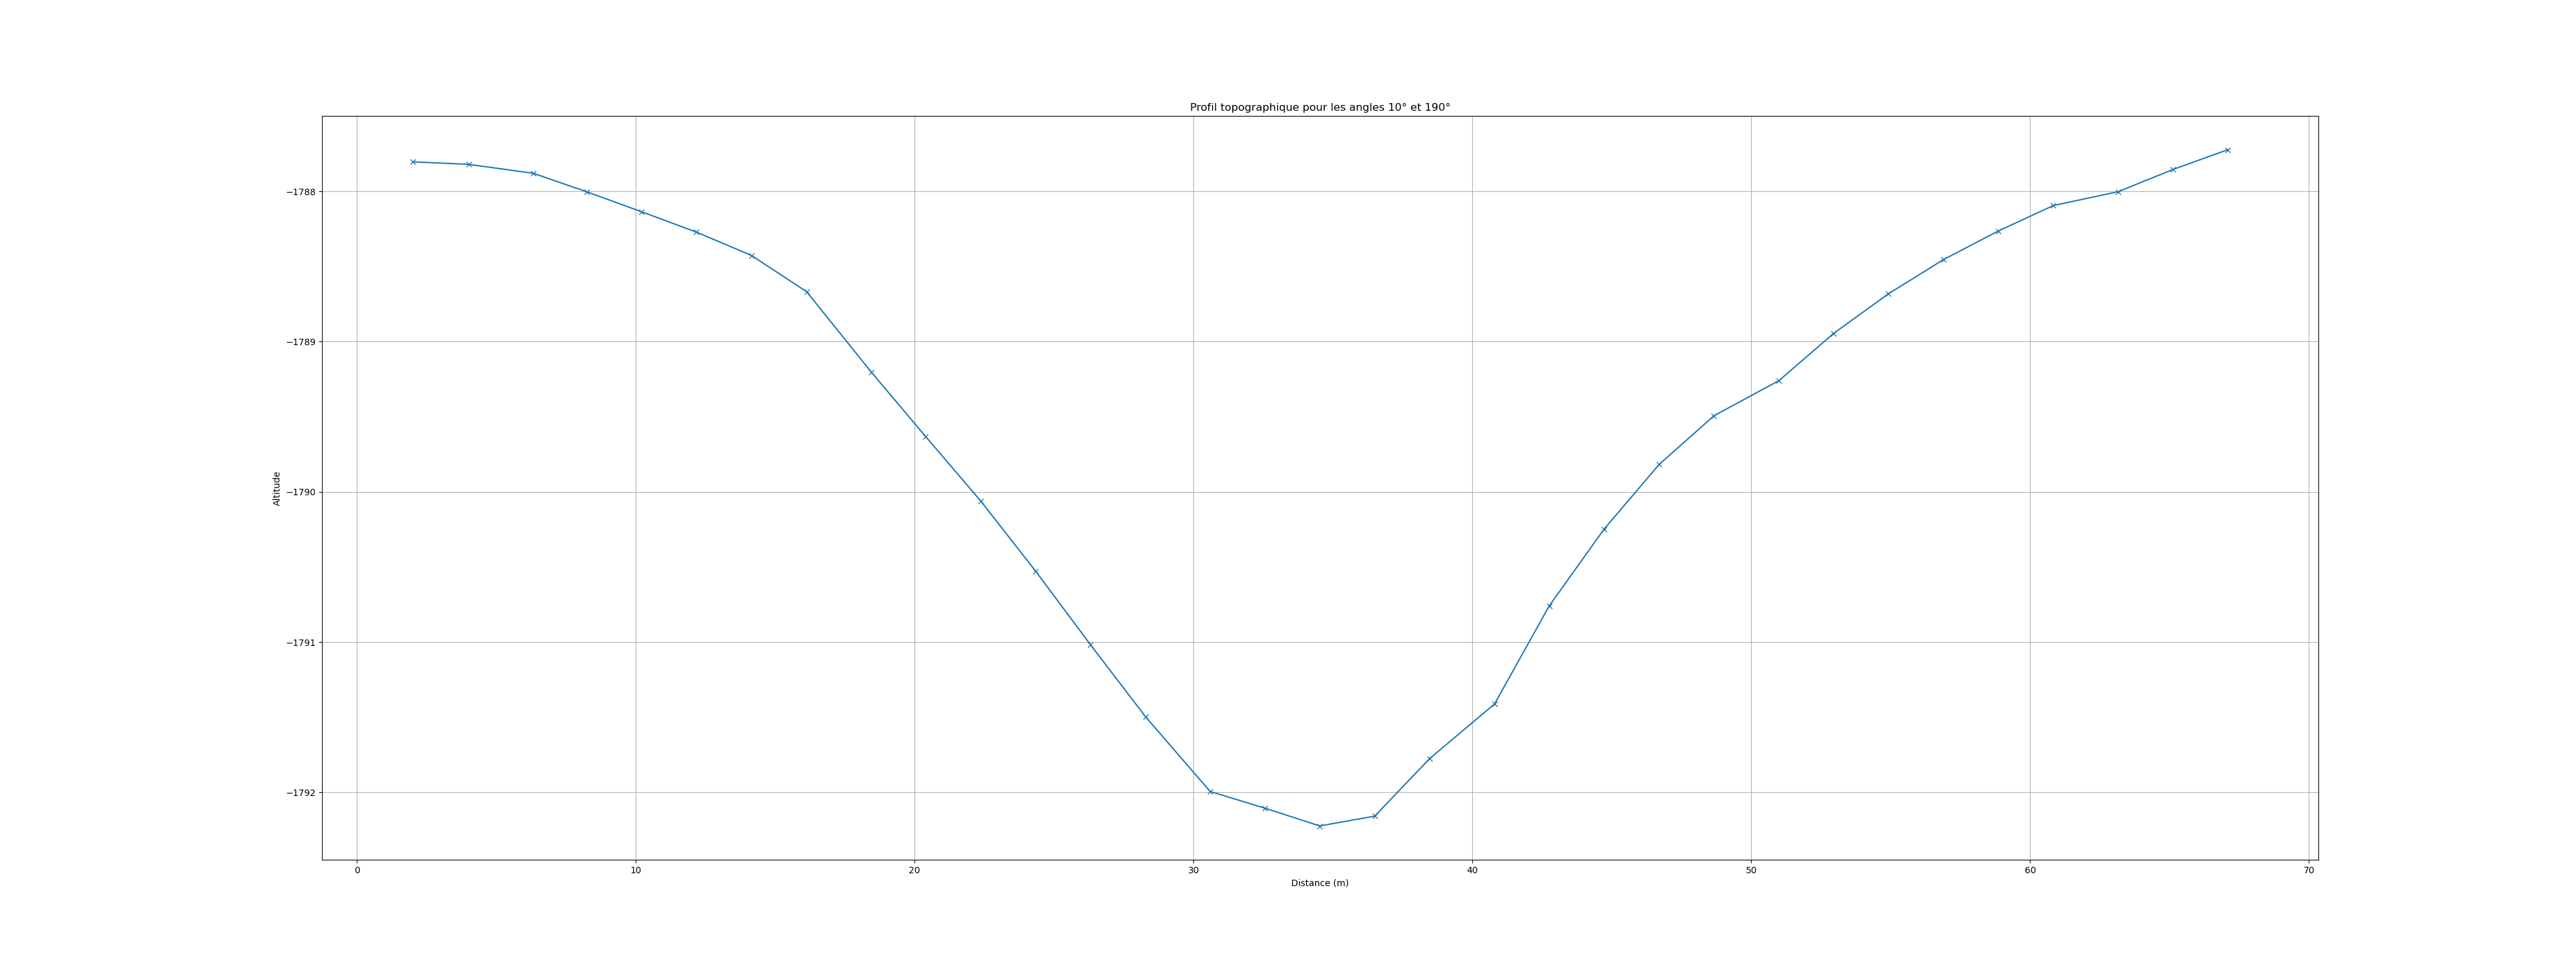 Profil topographique pour les angles 10° et 190°
Altitude
−1788
−1789
−1790
−1791
−1792
0 10 20 30 40 50 60 70
Distance (m)